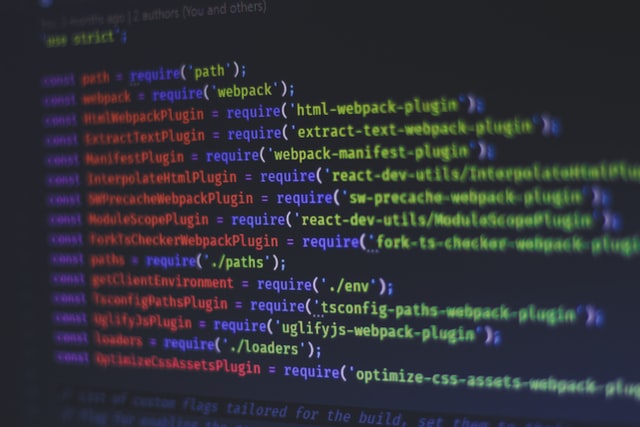 You, 2 months ago | 2 authors (You and others)
'use strict';
const path = require('path');
const webpack = require('webpack');
const HtmlWebpackPlugin = require('html-webpack-plugin');
const ExtractTextPlugin = require('extract-text-webpack-plugin');
const ManifestPlugin = require('webpack-manifest-plugin');
const InterpolateHtmlPlugin = require('react-dev-utils/InterpolateHtmlPlu
const SWPrecacheWebpackPlugin = require('sw-precache-webpack-plugin');
const ModuleScopePlugin = require('react-dev-utils/ModuleScopePlugin');
const ForkTsCheckerWebpackPlugin = require('fork-ts-checker-webpack-plugi
const paths = require('./paths');
const getClientEnvironment = require('./env');
const TsconfigPathsPlugin = require('tsconfig-paths-webpack-plugin');
const UglifyJsPlugin = require('uglifyjs-webpack-plugin');
const loaders = require('./loaders');
const OptimizeCssAssetsPlugin = require('optimize-css-assets-webpack-plug
// List of custom flags tailored for the build, set them to
// flag for enabling the